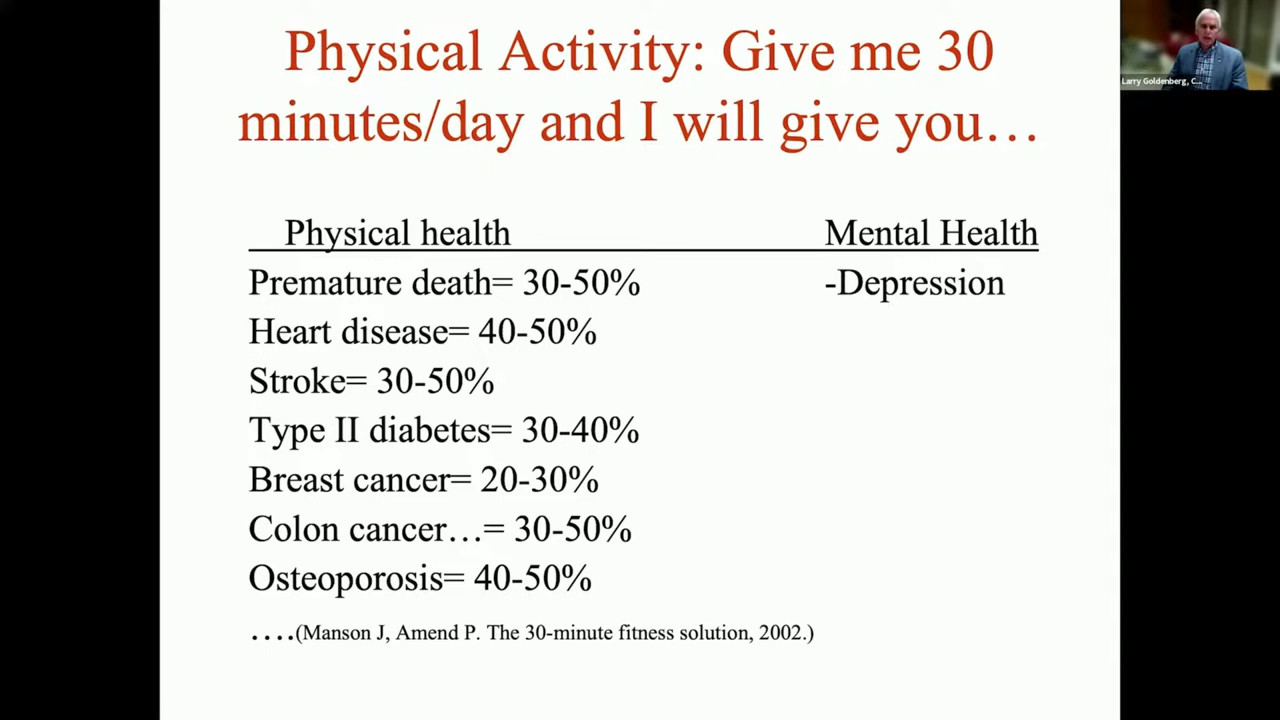 Physical Activity: Give me 30
minutes/day and I will give you…
Larry Goldenberg, C...
Physical health Mental Health
Premature death= 30-50% -Depression
Heart disease= 40-50%
Stroke= 30-50%
Type II diabetes= 30-40%
Breast cancer= 20-30%
Colon cancer…= 30-50%
Osteoporosis= 40-50%
….(Manson J, Amend P. The 30-minute fitness solution, 2002.)